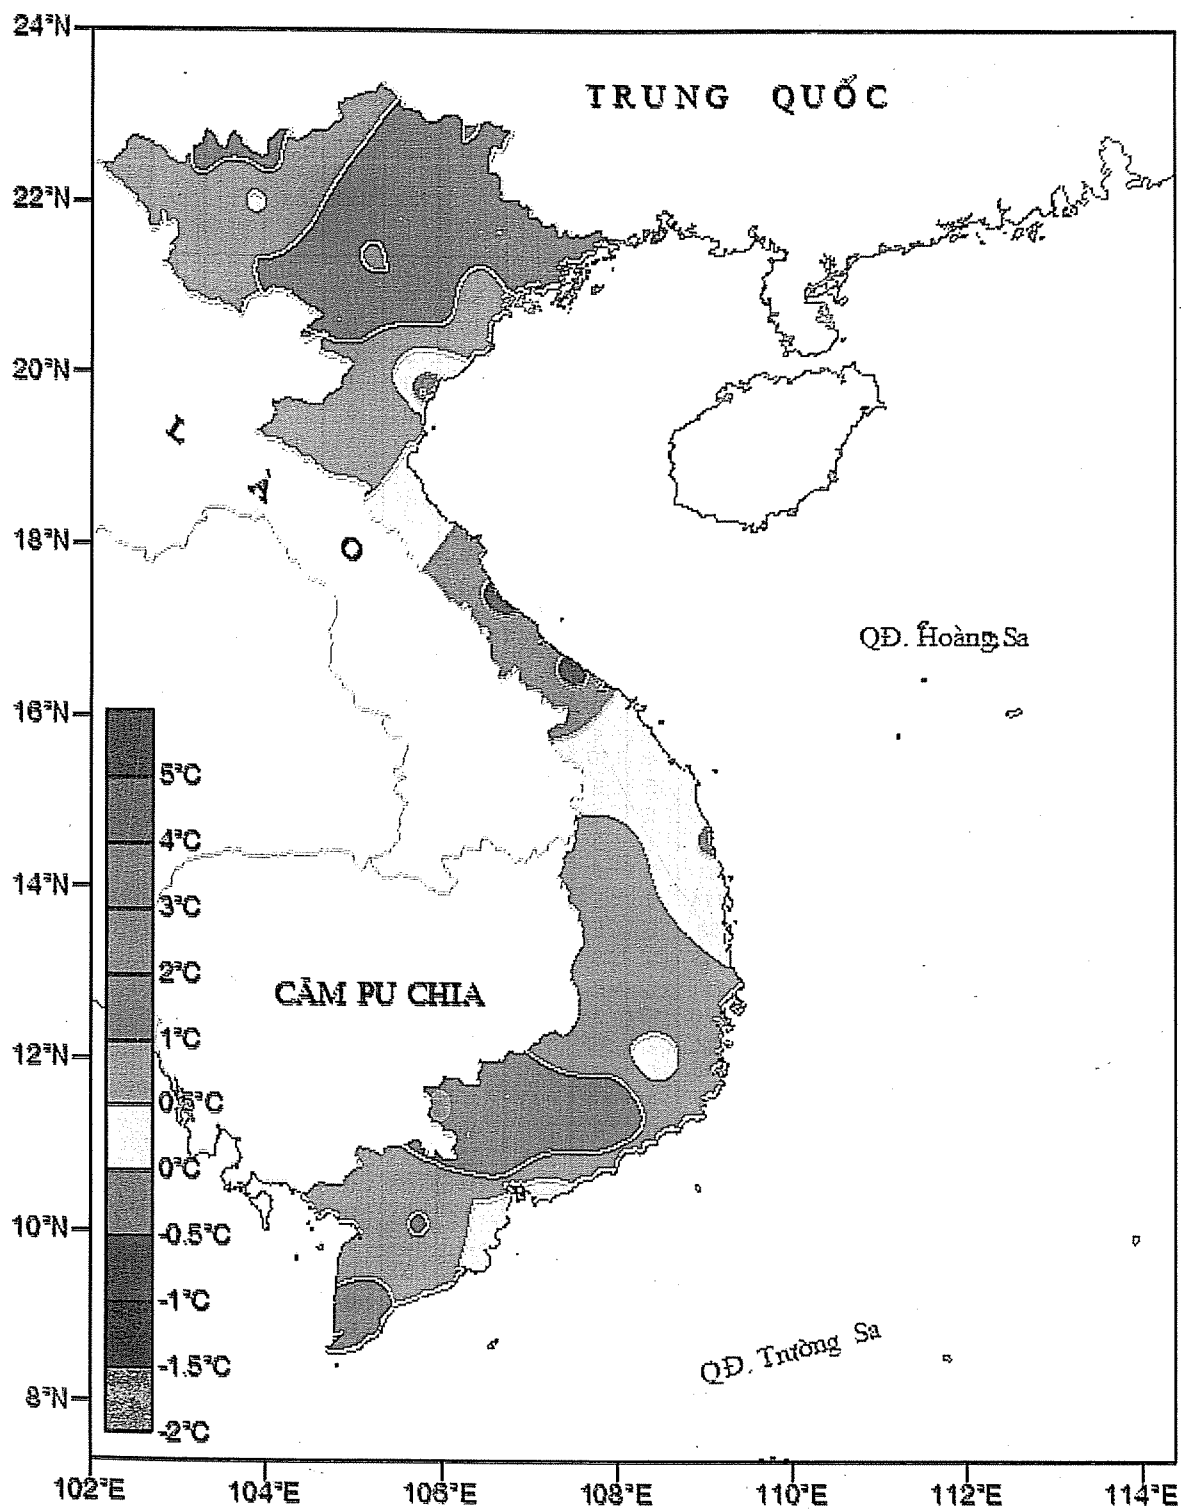 24°N
TRUNG QUỐC
22°N
20°N
L
À
O
18°N
QĐ. Hoàng Sa
16°N
5°C
4°C
14°N
3°C
2°C
CĂM PU CHIA
1°C
12°N
0.5°C
0°C
10°N
-0.5°C
-1°C
QĐ. Trường Sa
-1.5°C
8°N
-2°C
102°E 104°E 106°E 108°E 110°E 112°E 114°E